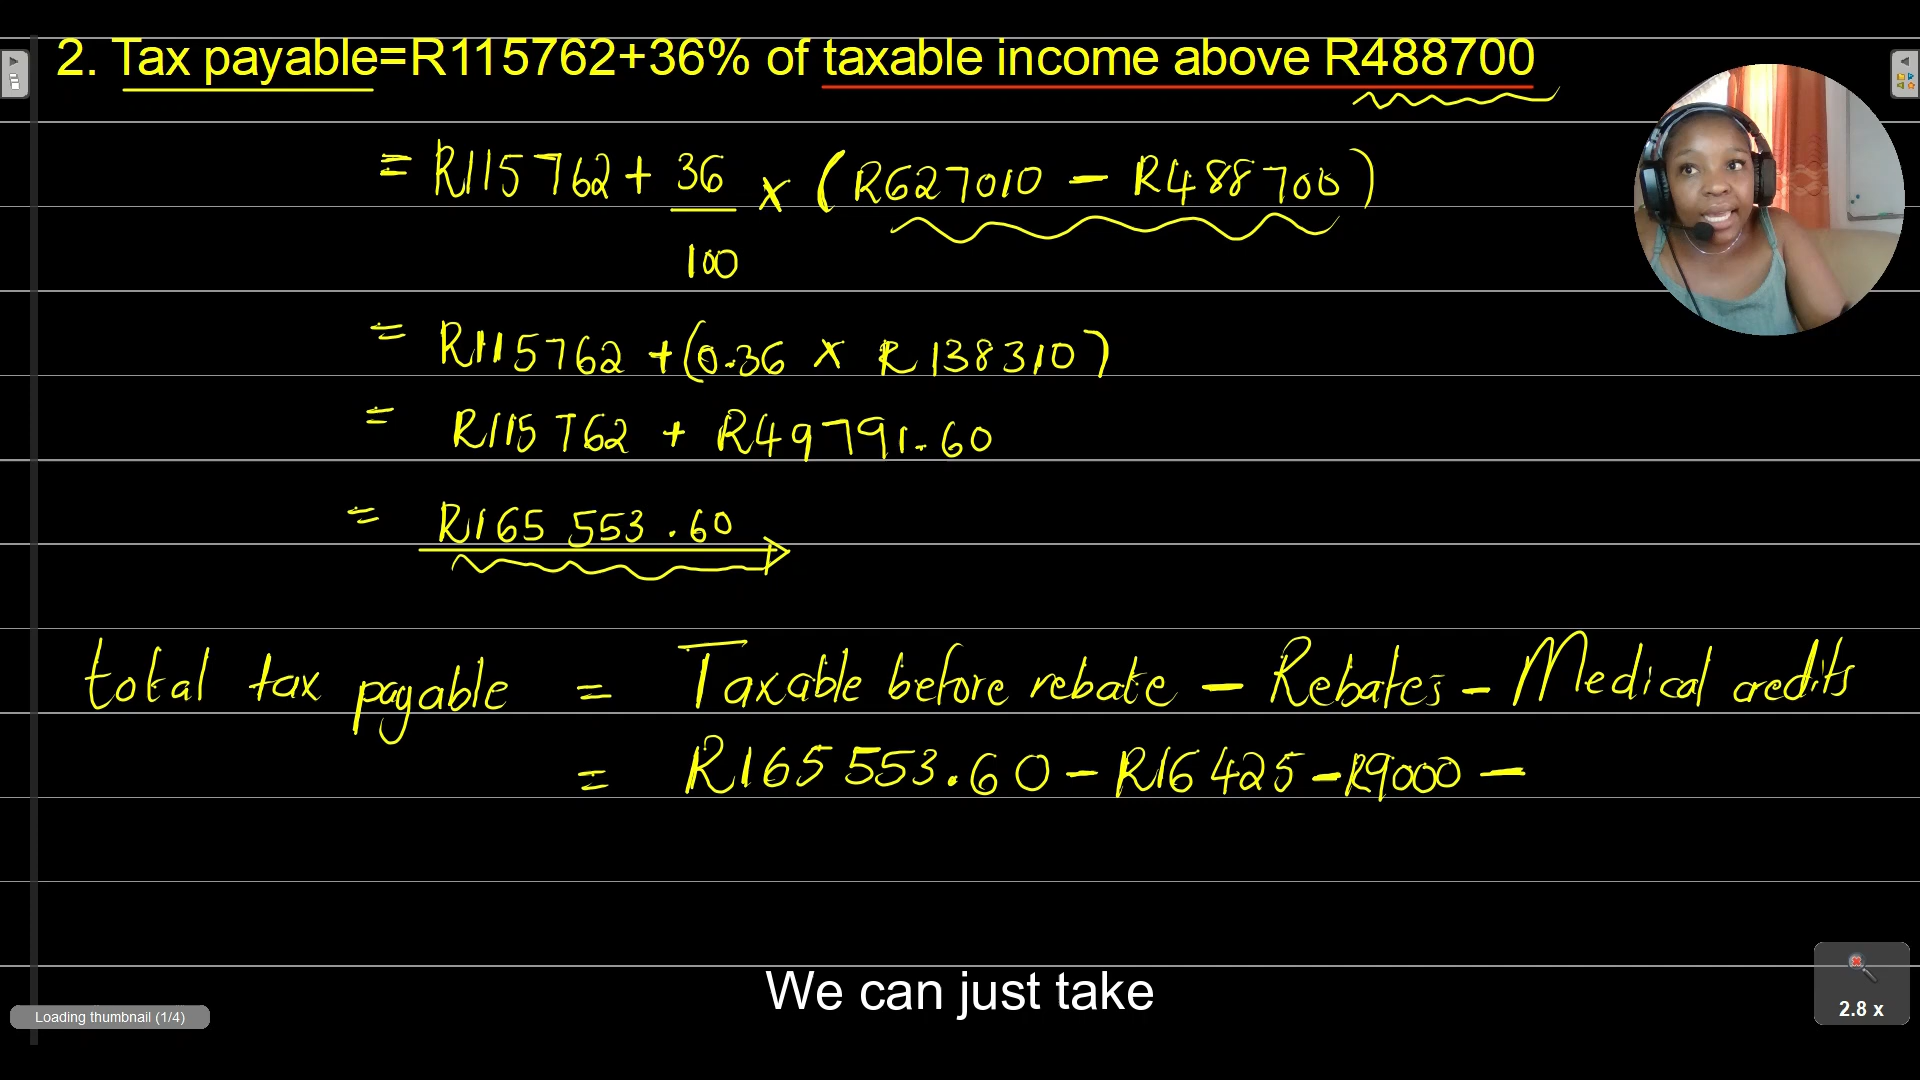 2. Tax payable=R115762+36% of taxable income above R488700
= R115762 + 36/100 × (R627010 – R488700)
= R115762 + (0.36 × R138310)
= R115762 + R49791.60
= R165 553.60
total tax payable = Taxable before rebate – Rebates – Medical credits
= R165 553.60 – R16 425 – R9000 –
We can just take
Loading thumbnail (1/4)
2.8 x